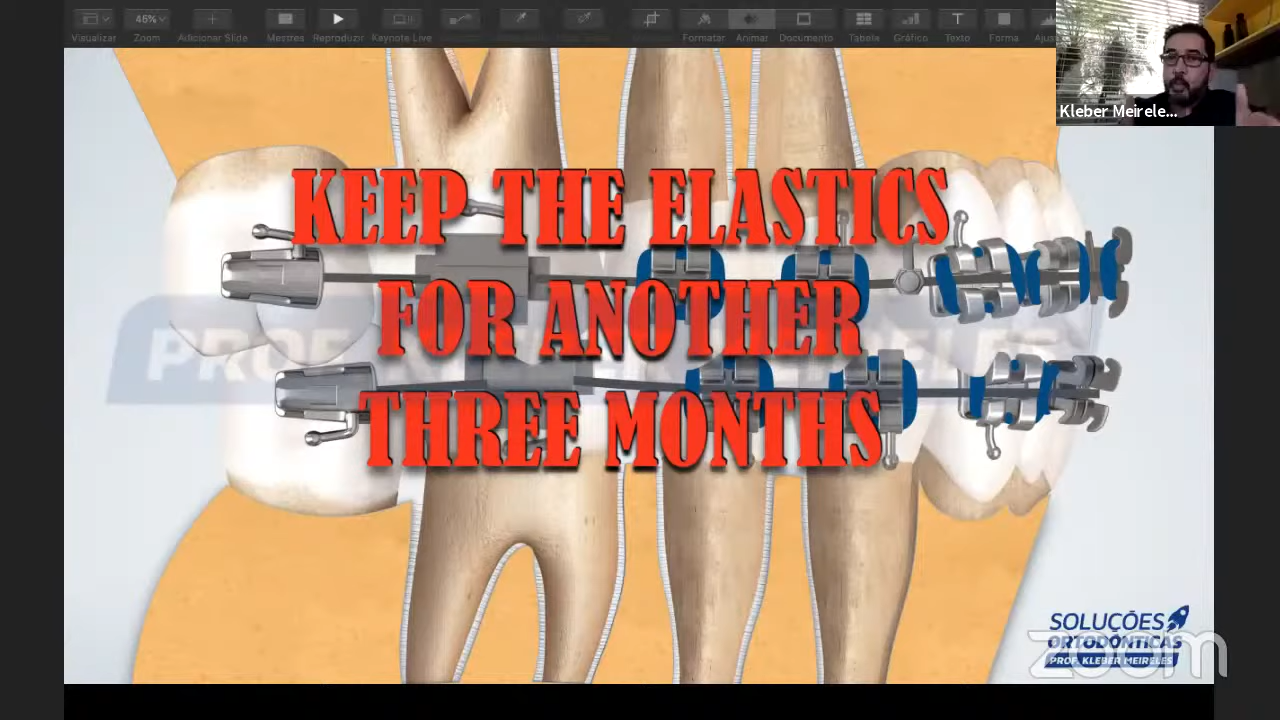 Visualizar
46%
Zoom
Adicionar Slide
Mestres
Reproduzir
Keynote Live
Formatar
Animar
Documento
Tabela
Gráfico
Texto
Forma
Kleber Meirele...
KEEP THE ELASTICS
FOR ANOTHER
THREE MONTHS
SOLUÇÕES
ORTODÔNTICAS
PROF. KLEBER MEIRELES
zoom